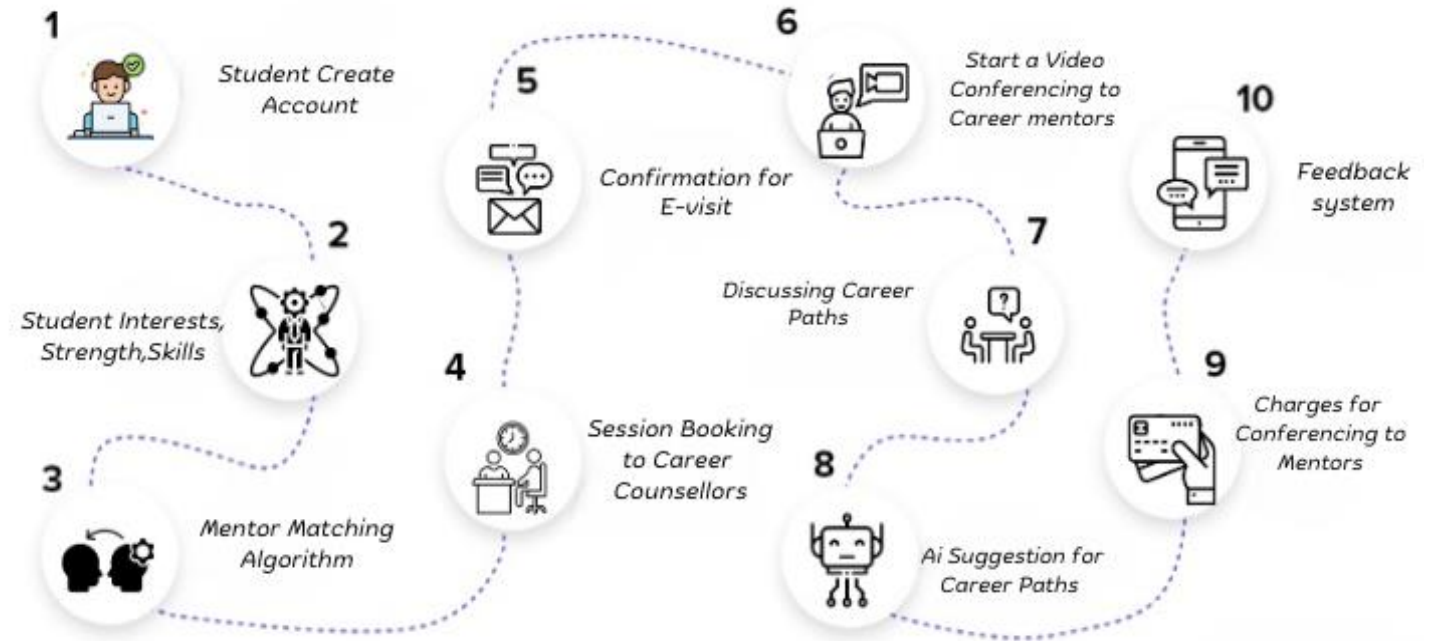 1
Student Create
Account
2
Student Interests,
Strength,Skills
3
Mentor Matching
Algorithm
4
Session Booking
to Career
Counsellors
5
Confirmation for
E-visit
6
Start a Video
Conferencing to
Career mentors
7
Discussing Career
Paths
?
8
Ai Suggestion for
Career Paths
9
Charges for
Conferencing to
Mentors
10
Feedback
system